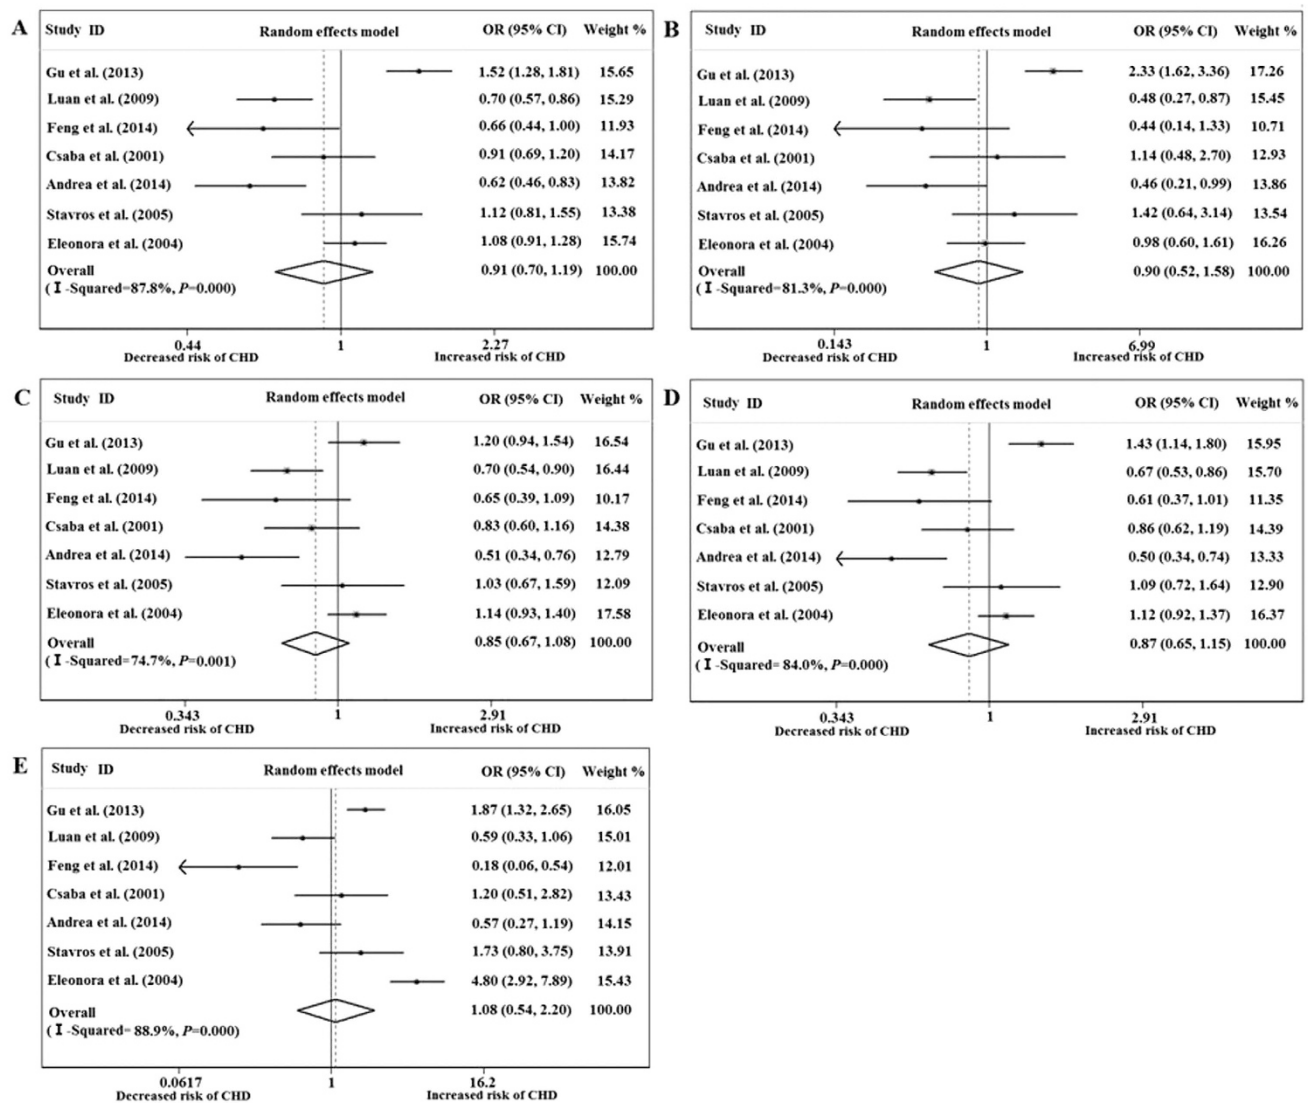 A
Study ID Random effects model OR (95% CI) Weight %
Gu et al. (2013) 1.52 (1.28, 1.81) 15.65
Luan et al. (2009) 0.70 (0.57, 0.86) 15.29
Feng et al. (2014) 0.66 (0.44, 1.00) 11.93
Csaba et al. (2001) 0.91 (0.69, 1.20) 14.17
Andrea et al. (2014) 0.62 (0.46, 0.83) 13.82
Stavros et al. (2005) 1.12 (0.81, 1.55) 13.38
Eleonora et al. (2004) 1.08 (0.91, 1.28) 15.74
Overall 0.91 (0.70, 1.19) 100.00
( I -Squared=87.8%, P=0.000)
0.44 1 2.27
Decreased risk of CHD Increased risk of CHD
B
Study ID Random effects model OR (95% CI) Weight %
Gu et al. (2013) 2.33 (1.62, 3.36) 17.26
Luan et al. (2009) 0.48 (0.27, 0.87) 15.45
Feng et al. (2014) 0.44 (0.14, 1.33) 10.71
Csaba et al. (2001) 1.14 (0.48, 2.70) 12.93
Andrea et al. (2014) 0.46 (0.21, 0.99) 13.86
Stavros et al. (2005) 1.42 (0.64, 3.14) 13.54
Eleonora et al. (2004) 0.98 (0.60, 1.61) 16.26
Overall 0.90 (0.52, 1.58) 100.00
( I -Squared=81.3%, P=0.000)
0.143 1 6.99
Decreased risk of CHD Increased risk of CHD
C
Study ID Random effects model OR (95% CI) Weight %
Gu et al. (2013) 1.20 (0.94, 1.54) 16.54
Luan et al. (2009) 0.70 (0.54, 0.90) 16.44
Feng et al. (2014) 0.65 (0.39, 1.09) 10.17
Csaba et al. (2001) 0.83 (0.60, 1.16) 14.38
Andrea et al. (2014) 0.51 (0.34, 0.76) 12.79
Stavros et al. (2005) 1.03 (0.67, 1.59) 12.09
Eleonora et al. (2004) 1.14 (0.93, 1.40) 17.58
Overall 0.85 (0.67, 1.08) 100.00
( I -Squared=74.7%, P=0.001)
0.343 1 2.91
Decreased risk of CHD Increased risk of CHD
D
Study ID Random effects model OR (95% CI) Weight %
Gu et al. (2013) 1.43 (1.14, 1.80) 15.95
Luan et al. (2009) 0.67 (0.53, 0.86) 15.70
Feng et al. (2014) 0.61 (0.37, 1.01) 11.35
Csaba et al. (2001) 0.86 (0.62, 1.19) 14.39
Andrea et al. (2014) 0.50 (0.34, 0.74) 13.33
Stavros et al. (2005) 1.09 (0.72, 1.64) 12.90
Eleonora et al. (2004) 1.12 (0.92, 1.37) 16.37
Overall 0.87 (0.65, 1.15) 100.00
( I -Squared= 84.0%, P=0.000)
0.343 1 2.91
Decreased risk of CHD Increased risk of CHD
E
Study ID Random effects model OR (95% CI) Weight %
Gu et al. (2013) 1.87 (1.32, 2.65) 16.05
Luan et al. (2009) 0.59 (0.33, 1.06) 15.01
Feng et al. (2014) 0.18 (0.06, 0.54) 12.01
Csaba et al. (2001) 1.20 (0.51, 2.82) 13.43
Andrea et al. (2014) 0.57 (0.27, 1.19) 14.15
Stavros et al. (2005) 1.73 (0.80, 3.75) 13.91
Eleonora et al. (2004) 4.80 (2.92, 7.89) 15.43
Overall 1.08 (0.54, 2.20) 100.00
( I -Squared= 88.9%, P=0.000)
0.0617 1 16.2
Decreased risk of CHD Increased risk of CHD